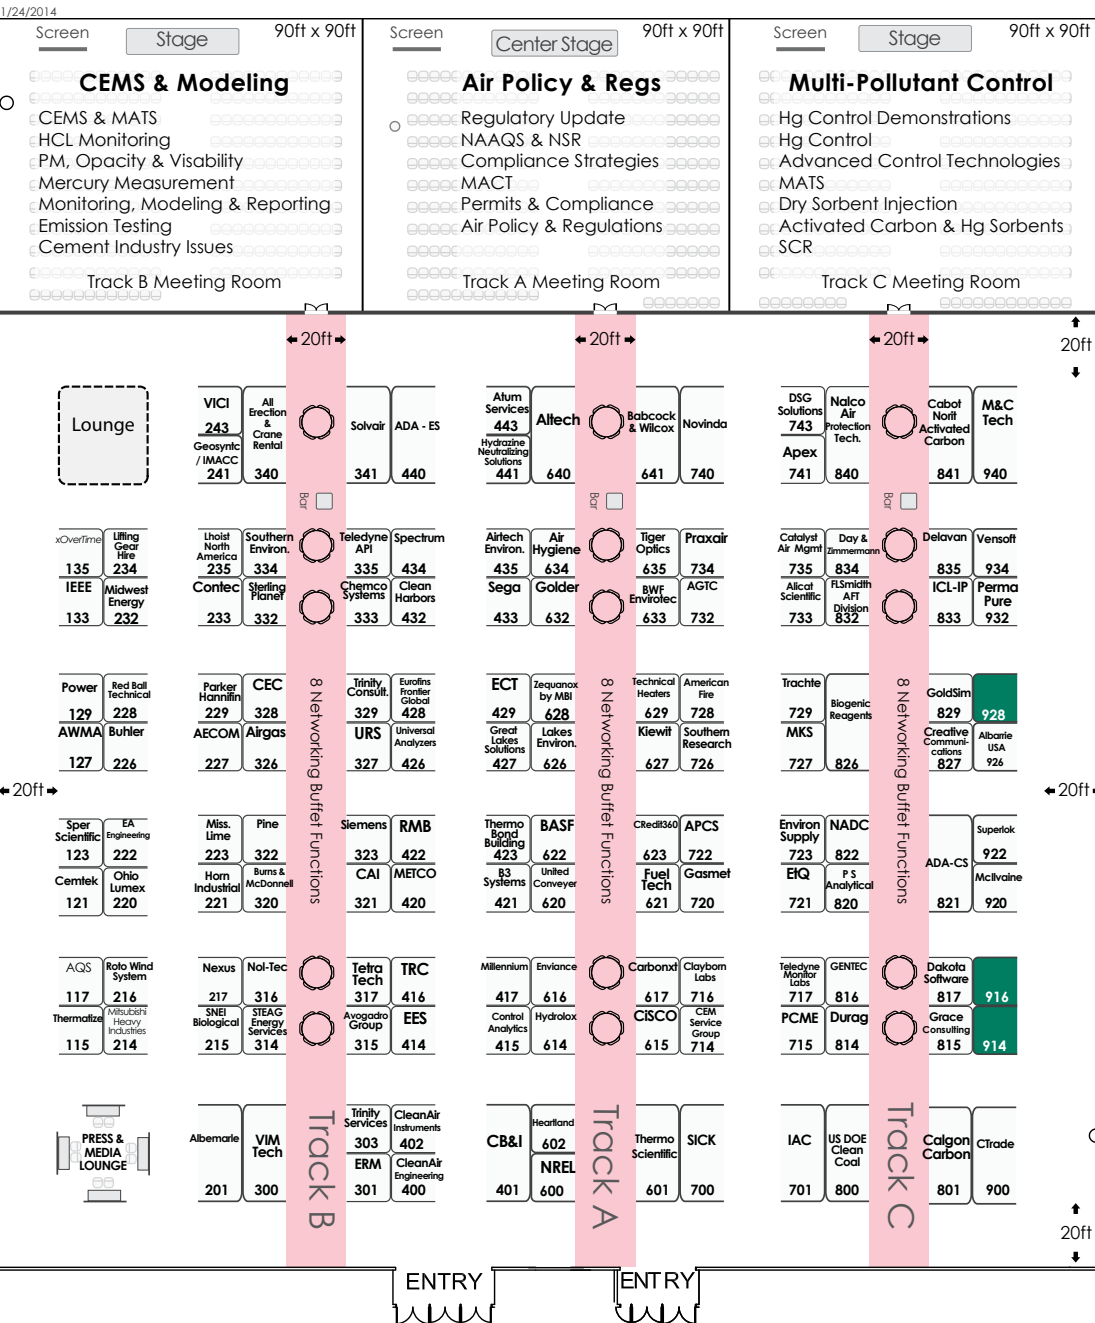 1/24/2014
Screen
Stage
90ft x 90ft
CEMS & Modeling
CEMS & MATS
HCL Monitoring
PM, Opacity & Visability
Mercury Measurement
Monitoring, Modeling & Reporting
Emission Testing
Cement Industry Issues
Track B Meeting Room
Screen
Center Stage
90ft x 90ft
Air Policy & Regs
Regulatory Update
NAAQS & NSR
Compliance Strategies
MACT
Permits & Compliance
Air Policy & Regulations
Track A Meeting Room
Screen
Stage
90ft x 90ft
Multi-Pollutant Control
Hg Control Demonstrations
Hg Control
Advanced Control Technologies
MATS
Dry Sorbent Injection
Activated Carbon & Hg Sorbents
SCR
Track C Meeting Room
20ft
20ft
20ft
20ft
Lounge
VICI
243
Geosyntc
/ IMACC
241
All
Erection
&
Crane
Rental
340
Solvair
341
ADA - ES
440
Atum
Services
443
Hydrazine
Neutralizing
Solutions
441
Altech
640
Babcock
& Wilcox
641
Novinda
740
DSG
Solutions
743
Apex
741
Nalco
Air
Protection
Tech.
840
Cabot
Norit
Activated
Carbon
841
M&C
Tech
940
Bar
Bar
Bar
xOverTime
135
Lifting
Gear
Hire
234
IEEE
133
Midwest
Energy
232
Lhoist
North
America
235
Southern
Environ.
334
Contec
233
Sterling
Planet
332
Teledyne
API
335
Spectrum
434
Chemco
Systems
333
Clean
Harbors
432
Airtech
Environ.
435
Air
Hygiene
634
Sega
433
Golder
632
Tiger
Optics
635
Praxair
734
BWF
Envirotec
633
AGTC
732
Catalyst
Air Mgmt
735
Day &
Zimmermann
834
Alicat
Scientific
733
FLSmidth
AFT
Division
832
Delavan
835
Vensoft
934
ICL-IP
833
Perma
Pure
932
Power
129
Red Ball
Technical
228
AWMA
127
Buhler
226
Parker
Hannifin
229
CEC
328
AECOM
227
Airgas
326
Trinity
Consult.
329
Eurofins
Frontier
Global
428
URS
327
Universal
Analyzers
426
ECT
429
Zequanox
by MBI
628
Great
Lakes
Solutions
427
Lakes
Environ.
626
Technical
Heaters
629
American
Fire
728
Kiewit
627
Southern
Research
726
Trachte
729
MKS
727
Biogenic
Reagents
826
GoldSim
829
928
Creative
Communi-
cations
827
Albarrie
USA
926
8 Networking Buffet Functions
8 Networking Buffet Functions
8 Networking Buffet Functions
20ft
20ft
Sper
Scientific
123
EA
Engineering
222
Cemtek
121
Ohio
Lumex
220
Miss.
Lime
223
Pine
322
Horn
Industrial
221
Burns &
McDonnell
320
Siemens
323
RMB
422
CAI
321
METCO
420
Thermo
Bond
Building
423
BASF
622
B3
Systems
421
United
Conveyer
620
CRedit360
623
APCS
722
Fuel
Tech
621
Gasmet
720
Environ
Supply
723
NADC
822
EtQ
721
P S
Analytical
820
ADA-CS
821
Superlok
922
McIlvaine
920
AQS
117
Roto Wind
System
216
Thermatize
115
Mitsubishi
Heavy
Industries
214
Nexus
217
Nol-Tec
316
SNEI
Biological
215
STEAG
Energy
Services
314
Tetra
Tech
317
TRC
416
Avogadro
Group
315
EES
414
Millennium
417
Enviance
616
Control
Analytics
415
Hydrolox
614
Carbonxt
617
Clayborn
Labs
716
CiSCO
615
CEM
Service
Group
714
Teledyne
Monitor
Labs
717
GENTEC
816
PCME
715
Durag
814
Dakota
Software
817
916
Grace
Consulting
815
914
PRESS &
MEDIA
LOUNGE
Albemarle
201
VIM
Tech
300
Trinity
Services
303
CleanAir
Instruments
402
ERM
301
CleanAir
Engineering
400
CB&I
401
Heartland
602
NREL
600
Thermo
Scientific
601
SICK
700
IAC
701
US DOE
Clean
Coal
800
Calgon
Carbon
801
CTrade
900
Track B
Track A
Track C
20ft
ENTRY
ENTRY